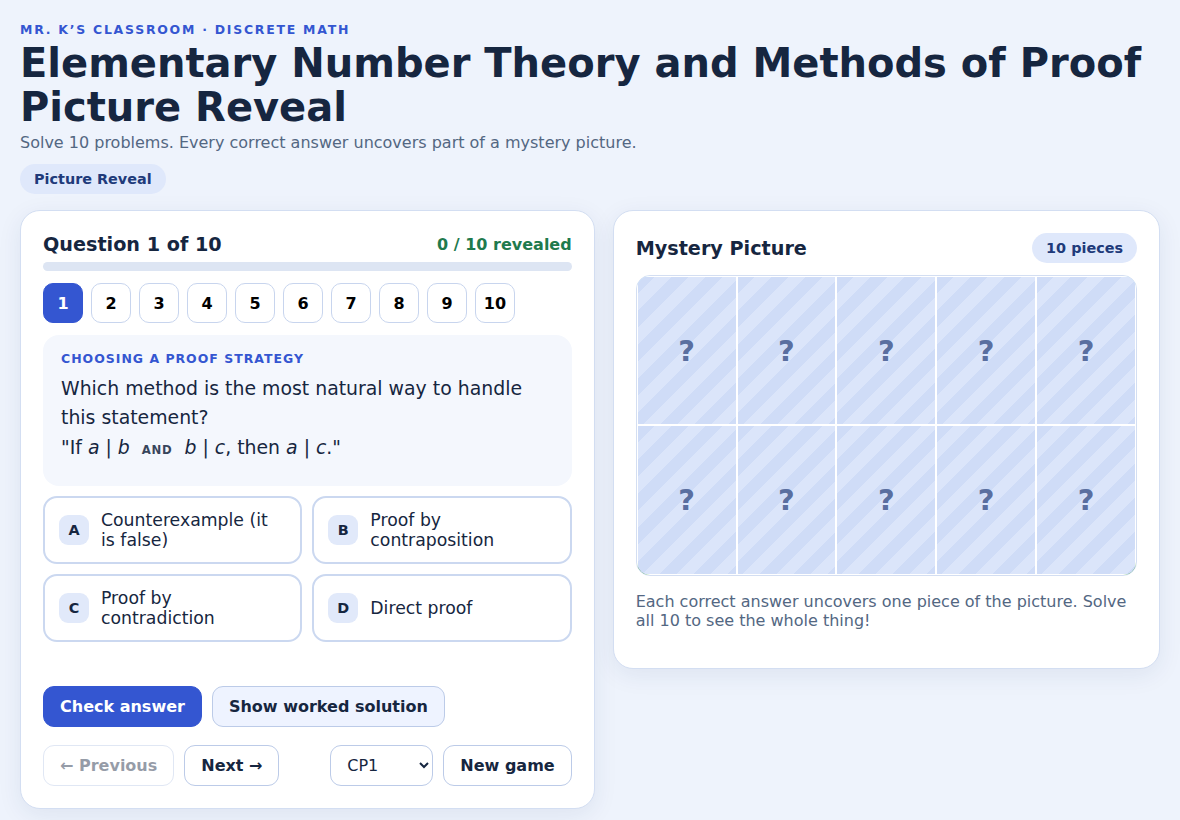 MR. K’S CLASSROOM · DISCRETE MATH
Elementary Number Theory and Methods of Proof
Picture Reveal
Solve 10 problems. Every correct answer uncovers part of a mystery picture.
Picture Reveal
Question 1 of 10
0 / 10 revealed
1 2 3 4 5 6 7 8 9 10
CHOOSING A PROOF STRATEGY
Which method is the most natural way to handle
this statement?
"If a | b AND b | c, then a | c."
A Counterexample (it
is false)
B Proof by
contraposition
C Proof by
contradiction
D Direct proof
Check answer
Show worked solution
← Previous
Next →
CP1
New game
Mystery Picture
10 pieces
? ? ? ? ?
? ? ? ? ?
Each correct answer uncovers one piece of the picture. Solve
all 10 to see the whole thing!